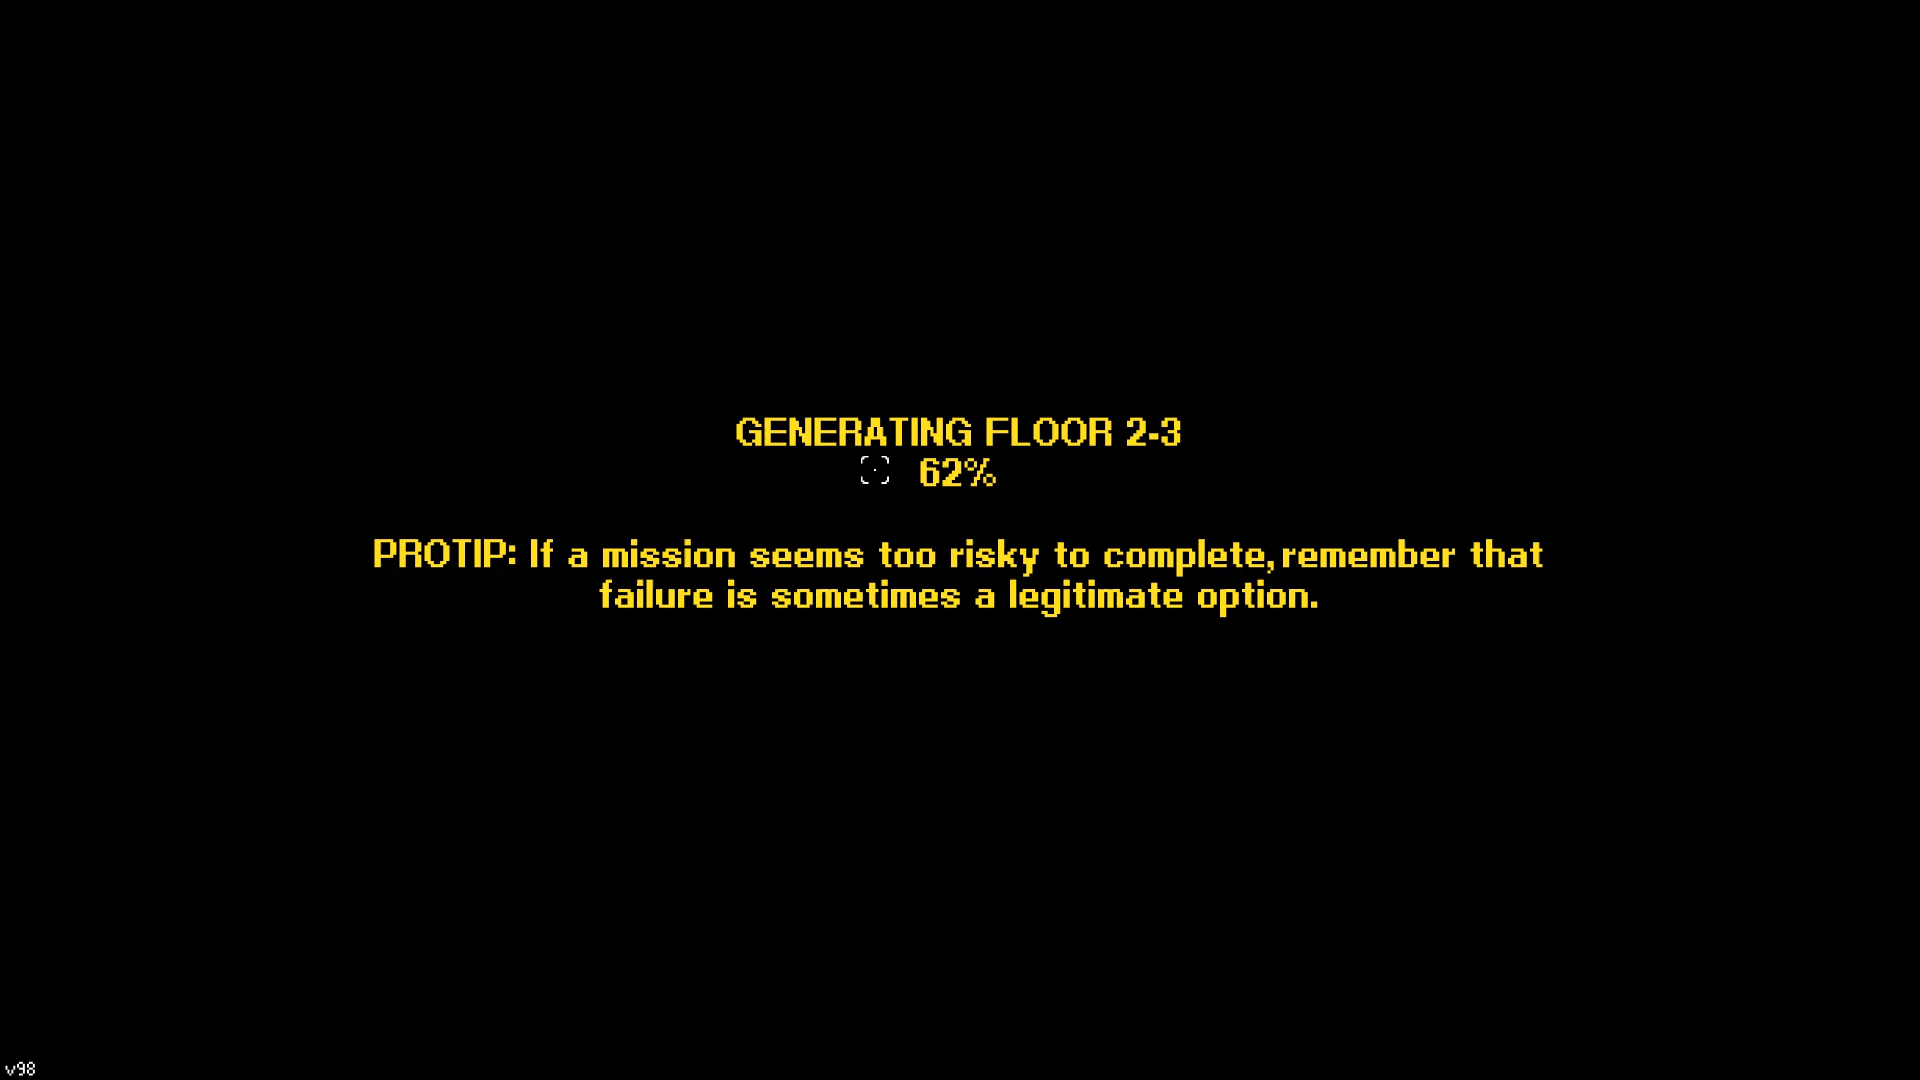 GENERATING FLOOR 2-3
62%
PROTIP: If a mission seems too risky to complete, remember that
failure is sometimes a legitimate option.
v98